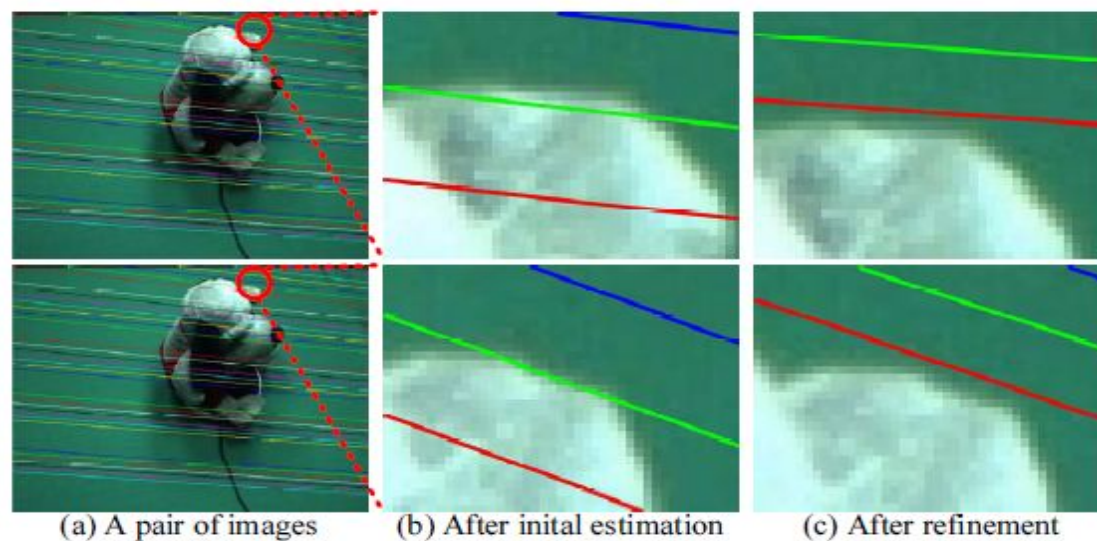 (a) A pair of images
(b) After inital estimation
(c) After refinement